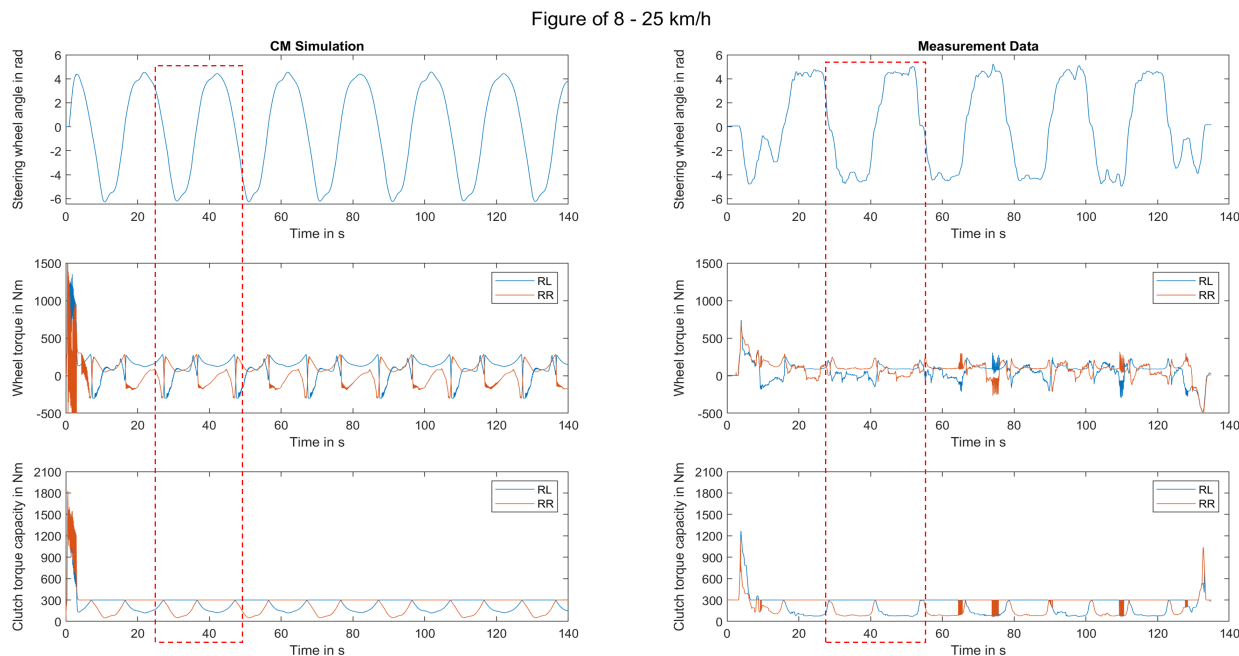 Figure of 8 - 25 km/h
CM Simulation
Steering wheel angle in rad
6
4
2
0
-2
-4
-6
0 20 40 60 80 100 120 140
Time in s
Measurement Data
Steering wheel angle in rad
6
4
2
0
-2
-4
-6
0 20 40 60 80 100 120 140
Time in s
Wheel torque in Nm
1500
1000
500
0
-500
RL
RR
0 20 40 60 80 100 120 140
Time in s
Wheel torque in Nm
1500
1000
500
0
-500
RL
RR
0 20 40 60 80 100 120 140
Time in s
Clutch torque capacity in Nm
2100
1800
1500
1200
900
600
300
0
RL
RR
0 20 40 60 80 100 120 140
Time in s
Clutch torque capacity in Nm
2100
1800
1500
1200
900
600
300
0
RL
RR
0 20 40 60 80 100 120 140
Time in s